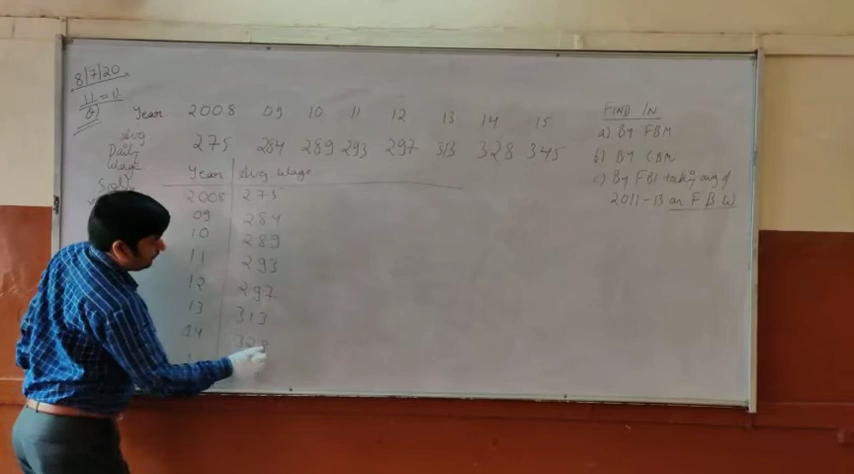 8/7/20
Year 2008 09 10 11 12 13 14 15
Avg Daily Wage 275 284 289 293 297 313 328 345
FIND IN
a) By FBM
b) By CBM
c) By FBI taking avg of
2011-13 as F B W
Year Avg Wage
2008 275
09 284
10 289
11 293
12 297
13 313
14 328